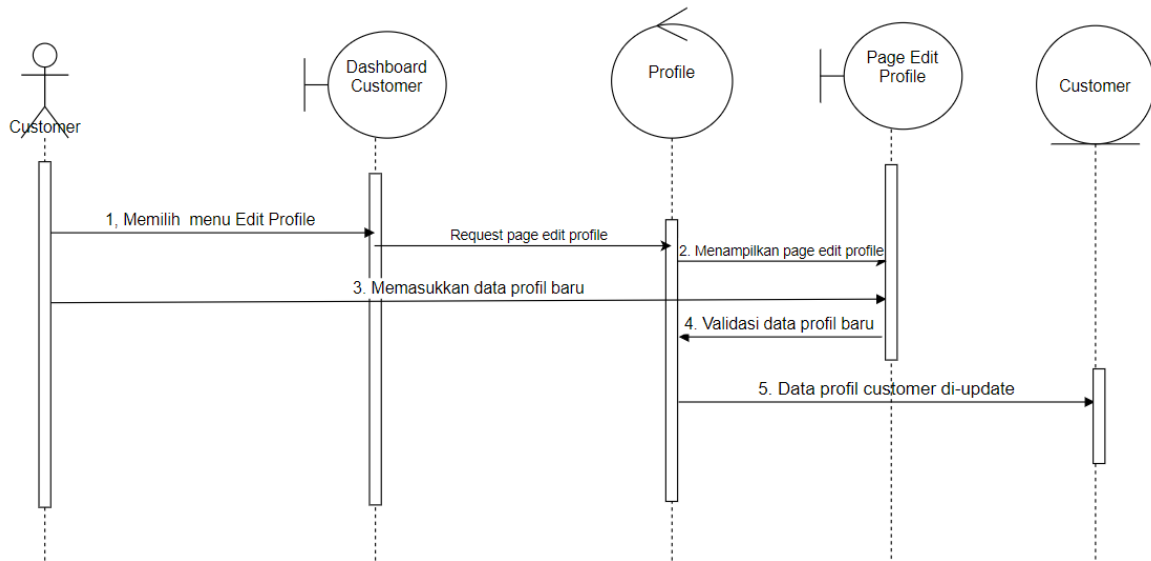 Customer
Dashboard
Customer
Profile
Page Edit
Profile
Customer
1, Memilih menu Edit Profile
Request page edit profile
2. Menampilkan page edit profile
3. Memasukkan data profil baru
4. Validasi data profil baru
5. Data profil customer di-update